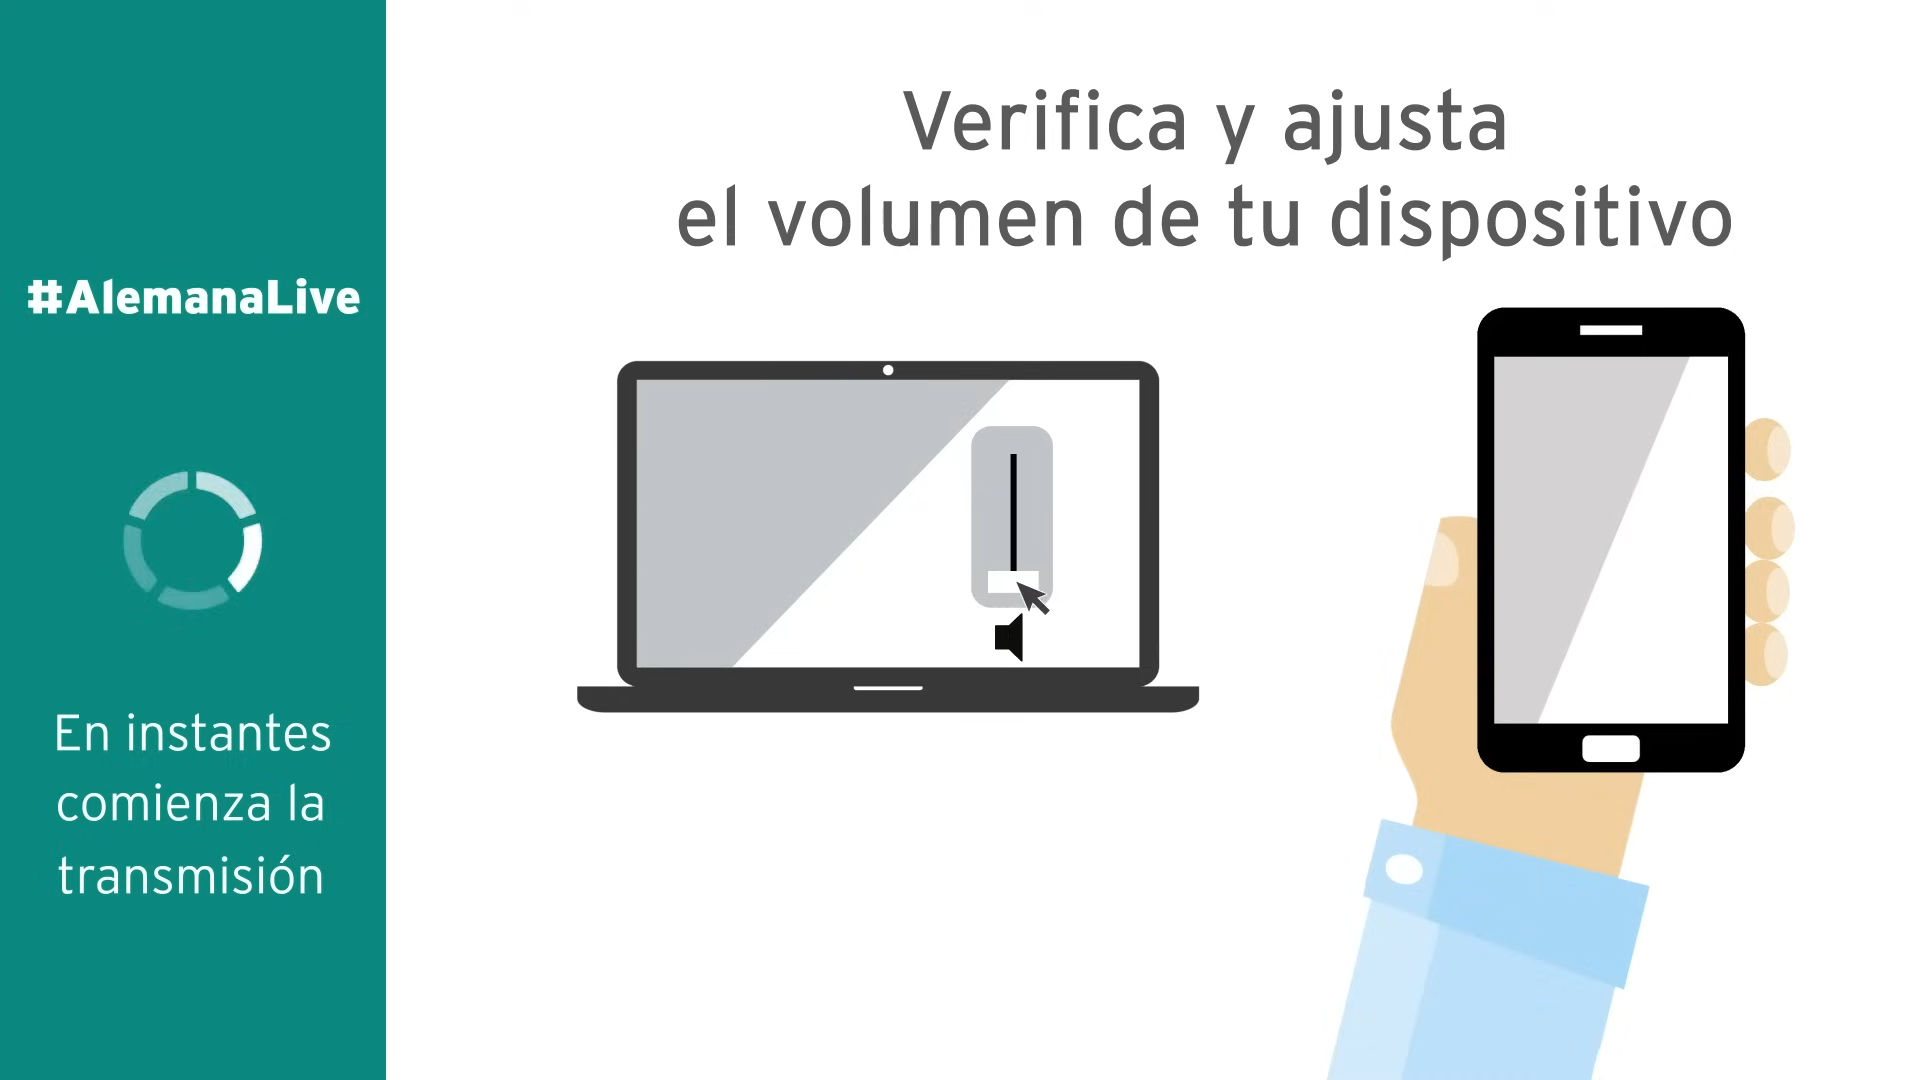 #AlemanaLive
En instantes
comienza la
transmisión
Verifica y ajusta
el volumen de tu dispositivo